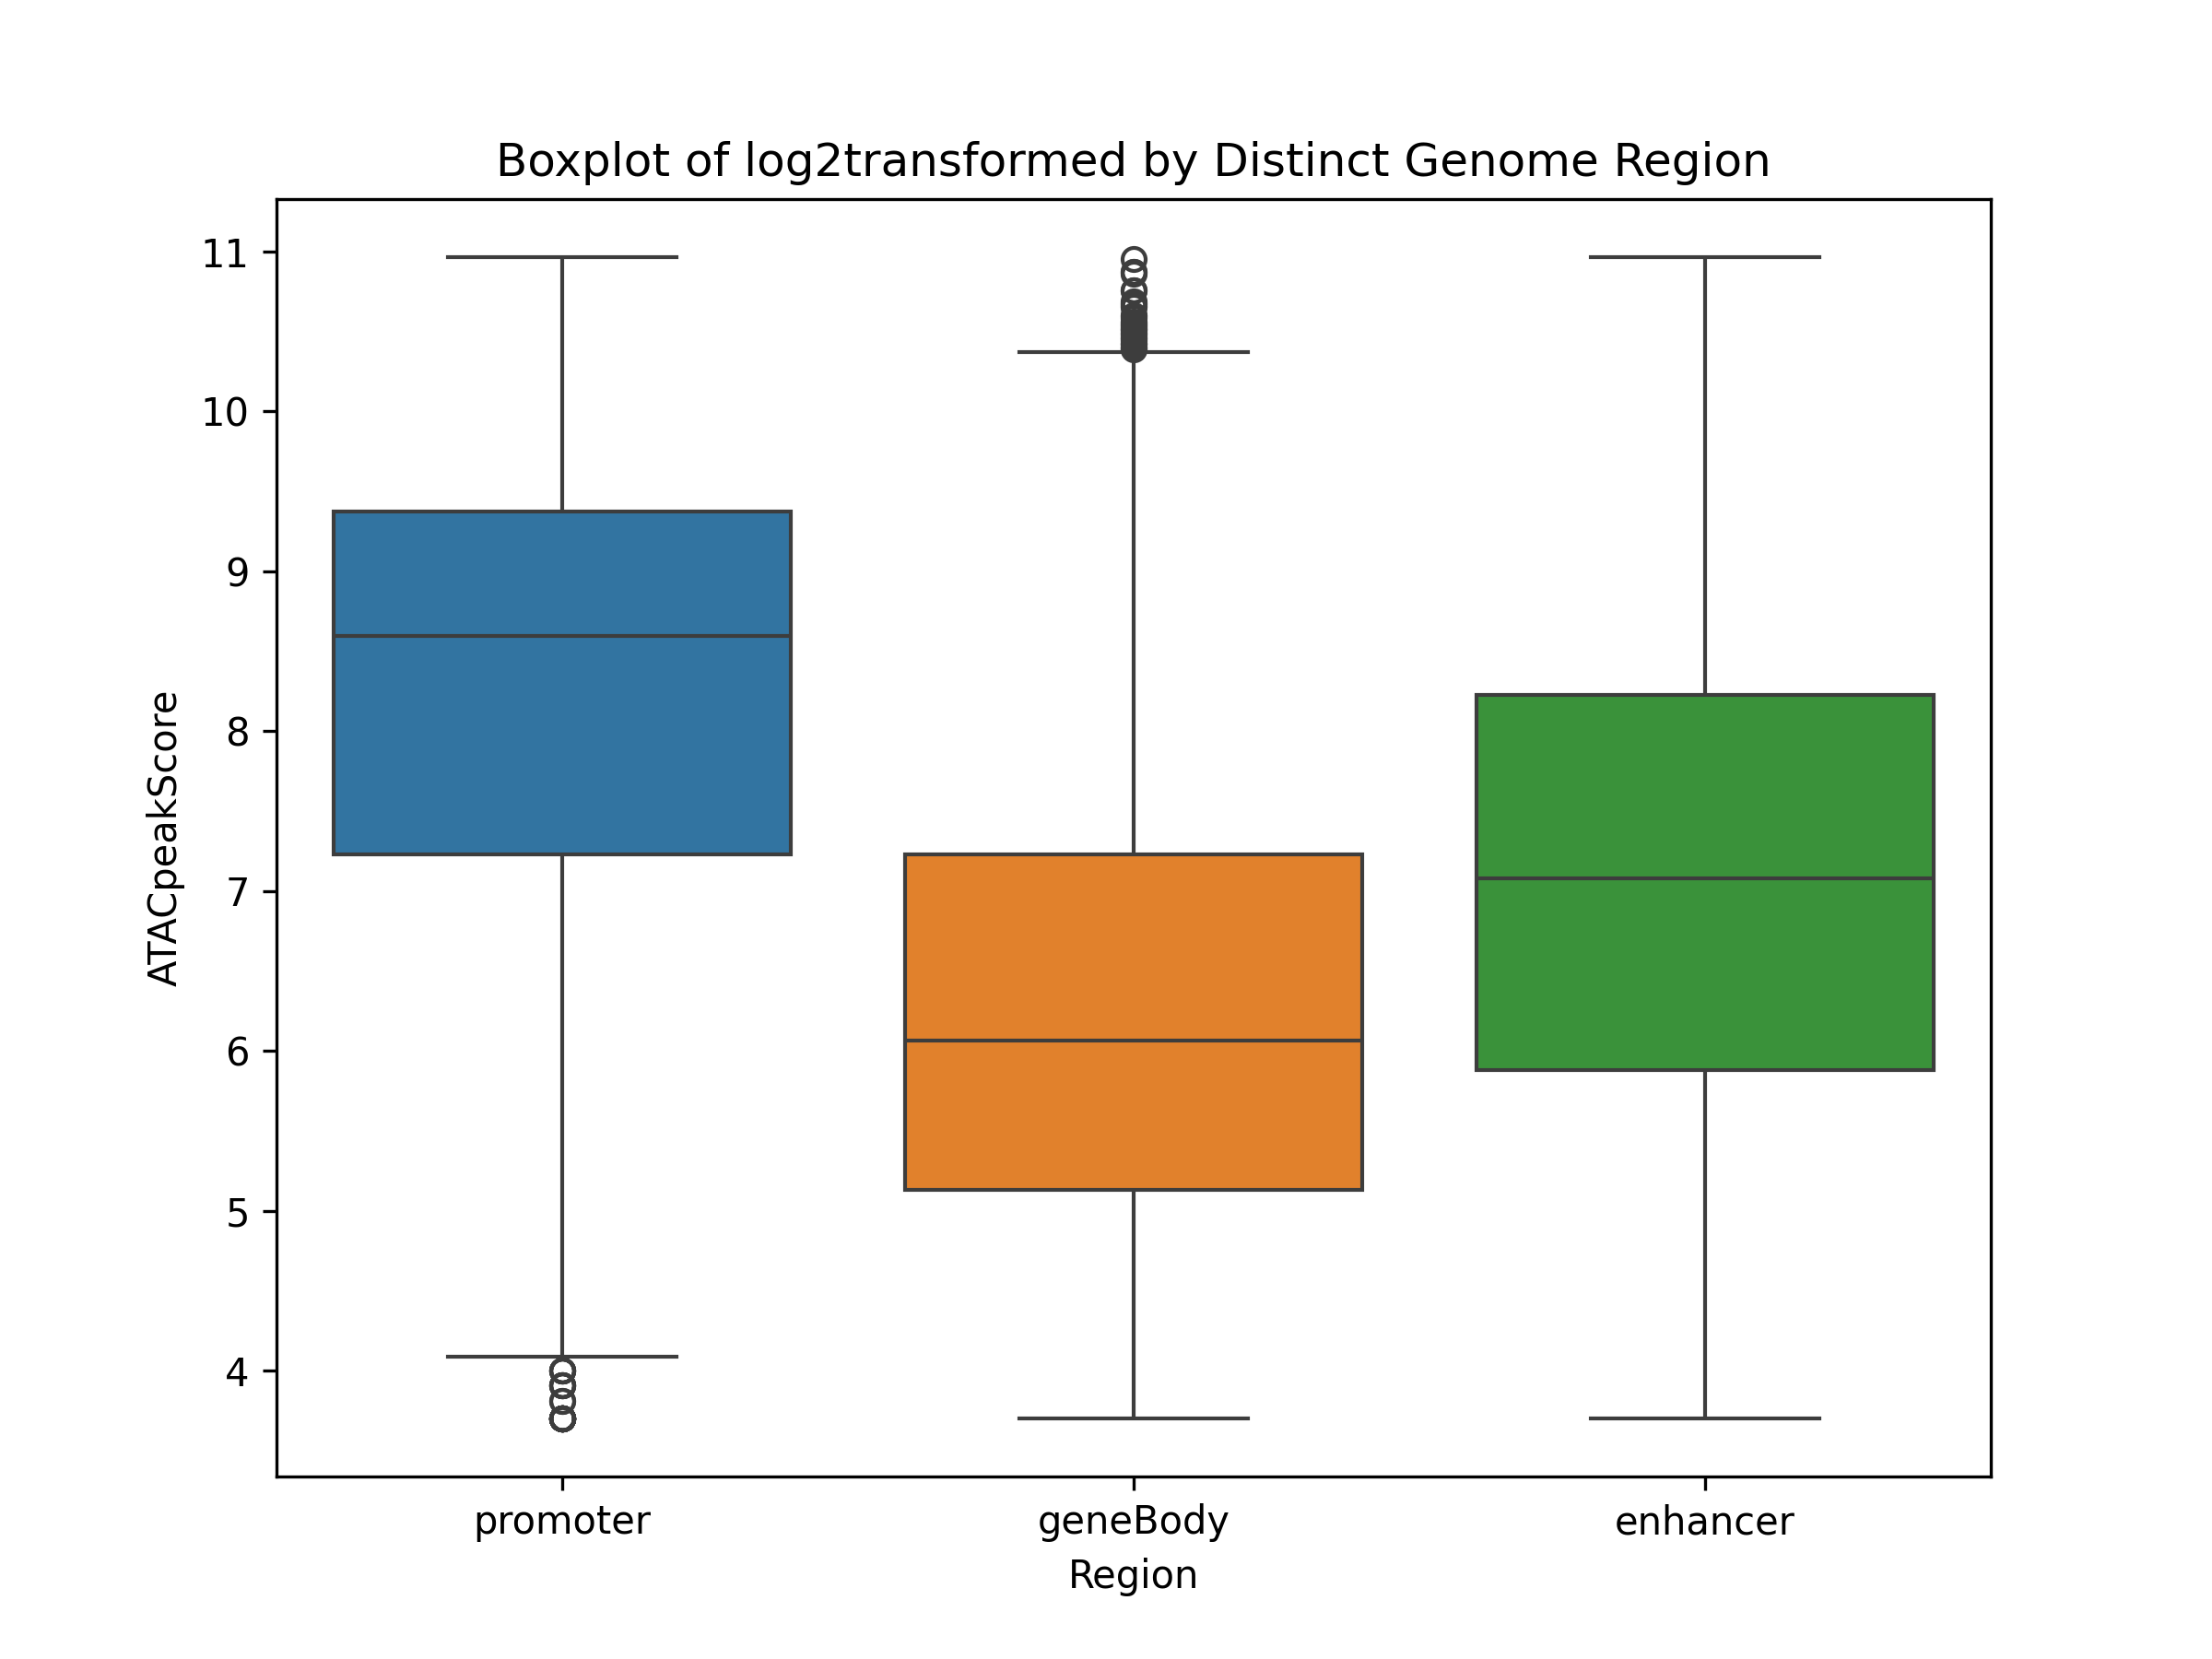 Boxplot of log2transformed by Distinct Genome Region
ATACpeakScore
11
10
9
8
7
6
5
4
promoter geneBody enhancer
Region